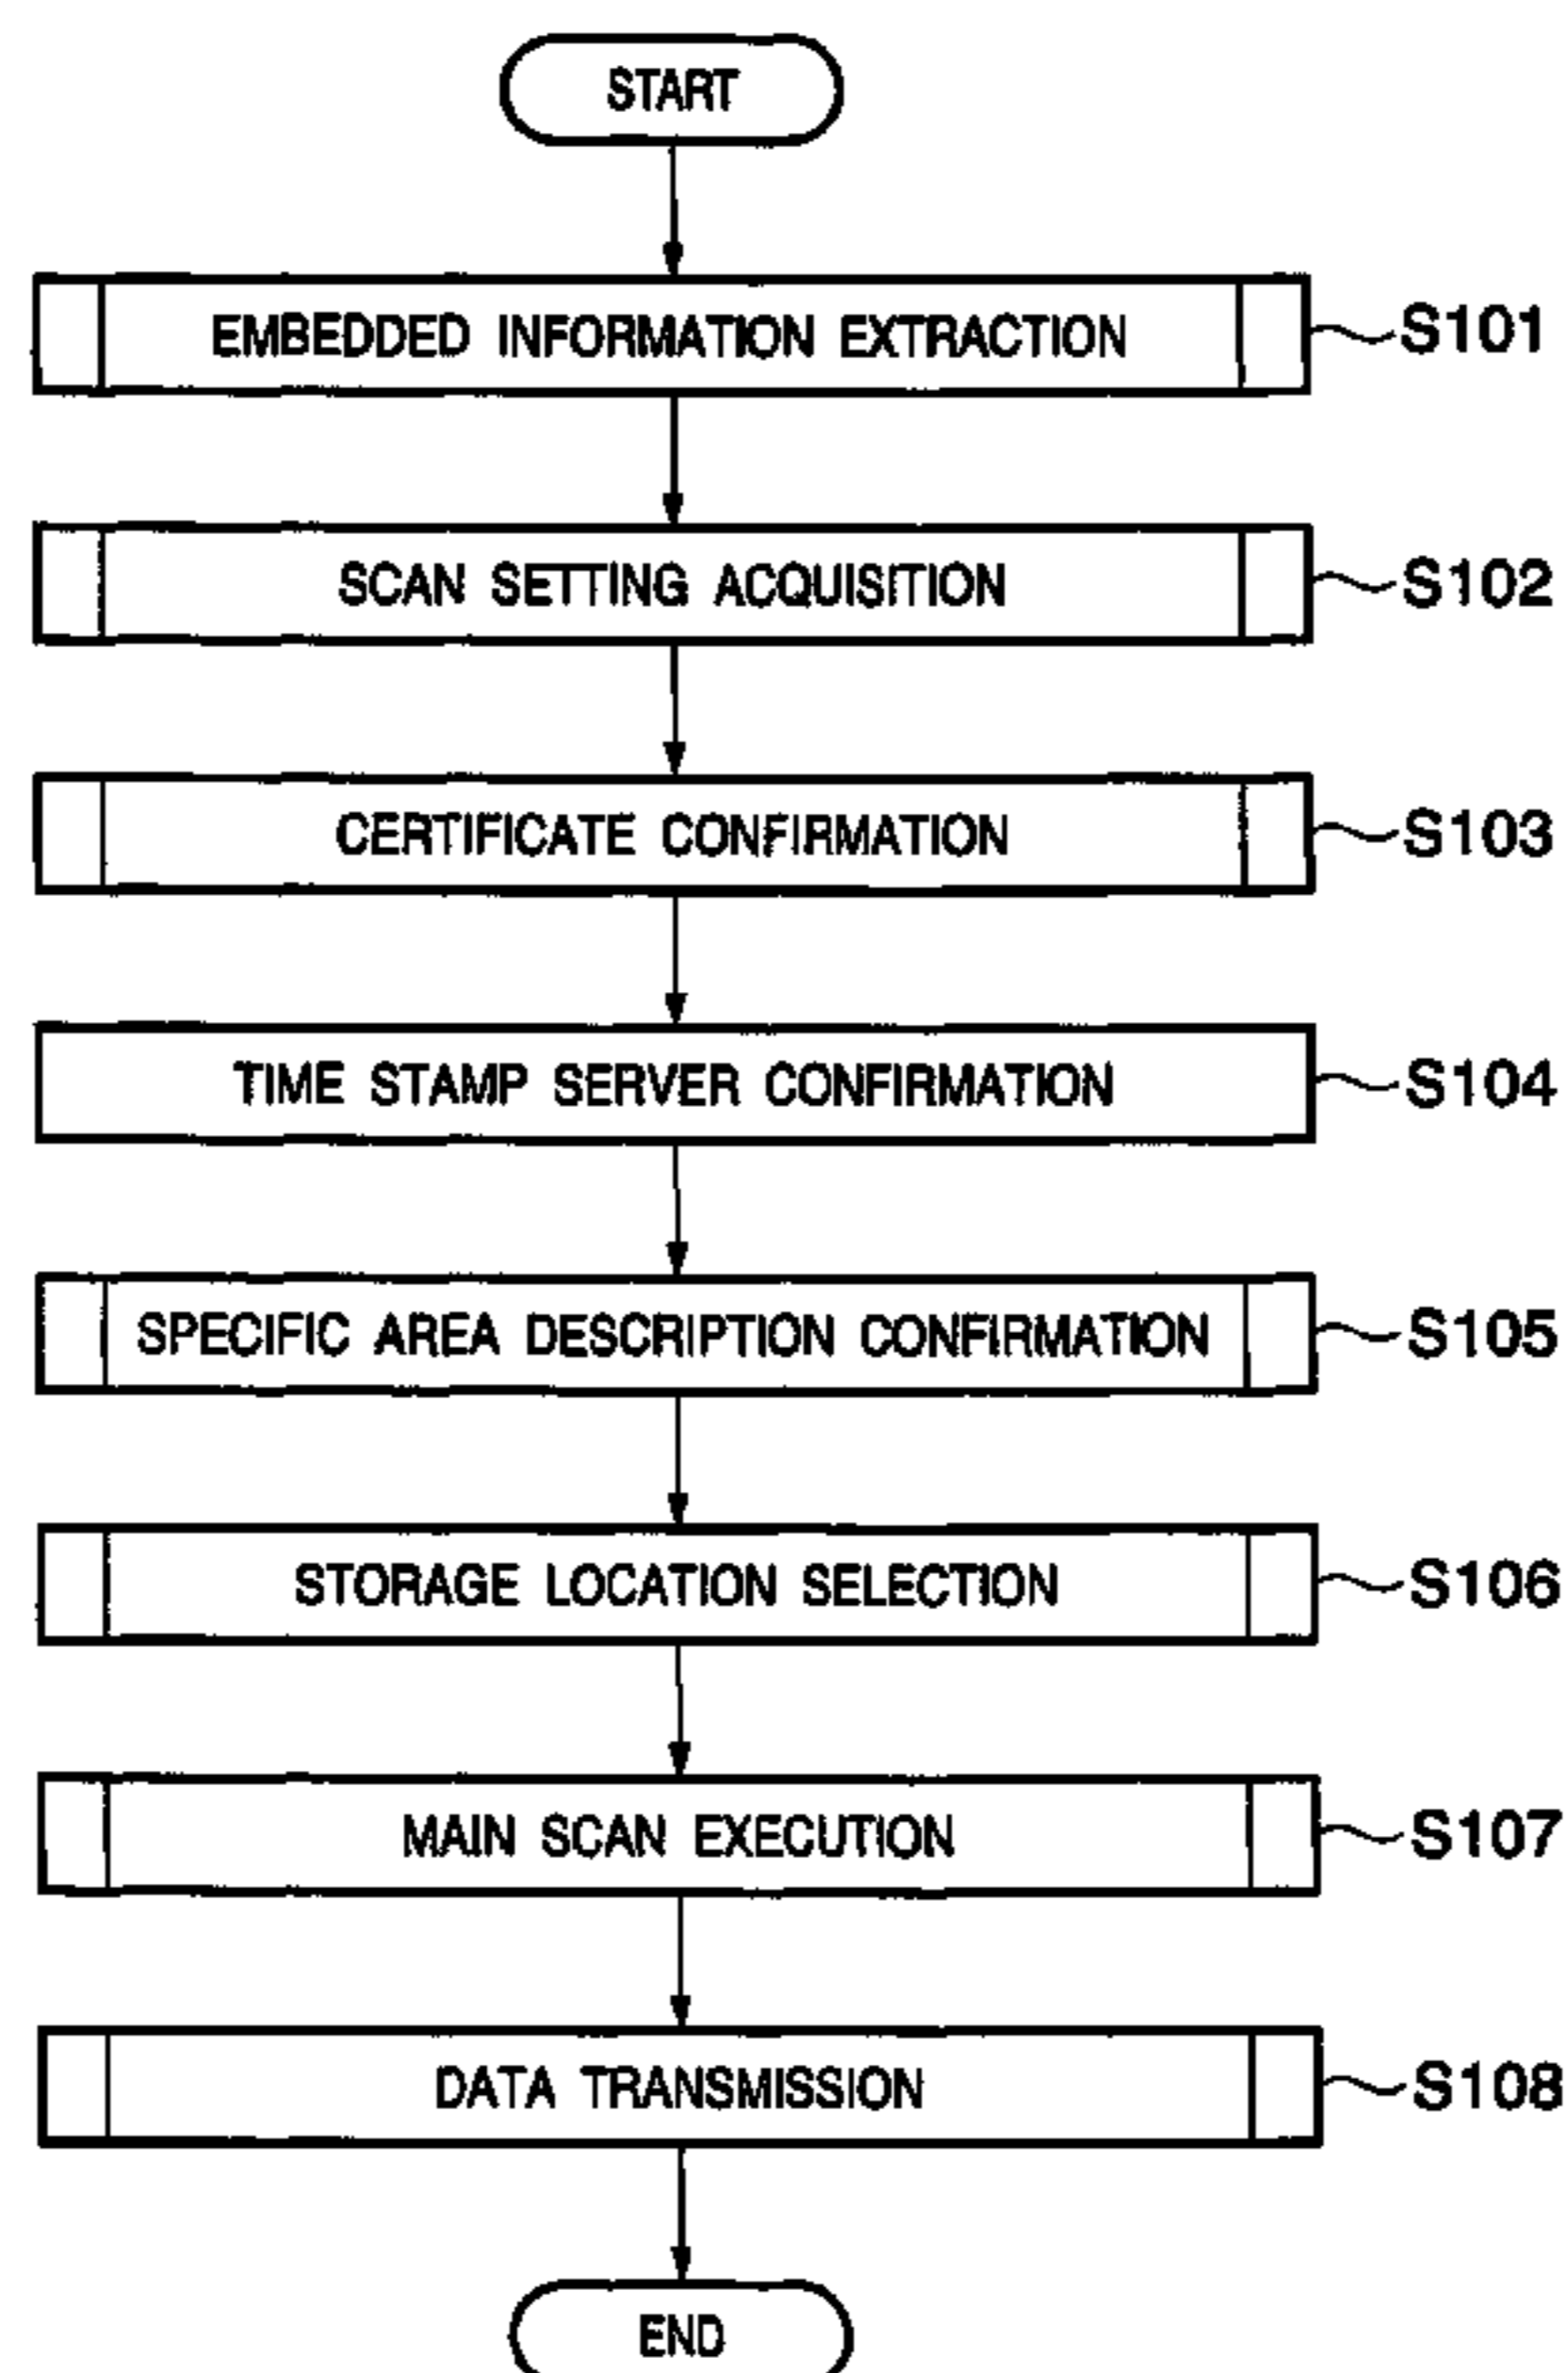 START
EMBEDDED INFORMATION EXTRACTION S101
SCAN SETTING ACQUISITION S102
CERTIFICATE CONFIRMATION S103
TIME STAMP SERVER CONFIRMATION S104
SPECIFIC AREA DESCRIPTION CONFIRMATION S105
STORAGE LOCATION SELECTION S106
MAIN SCAN EXECUTION S107
DATA TRANSMISSION S108
END